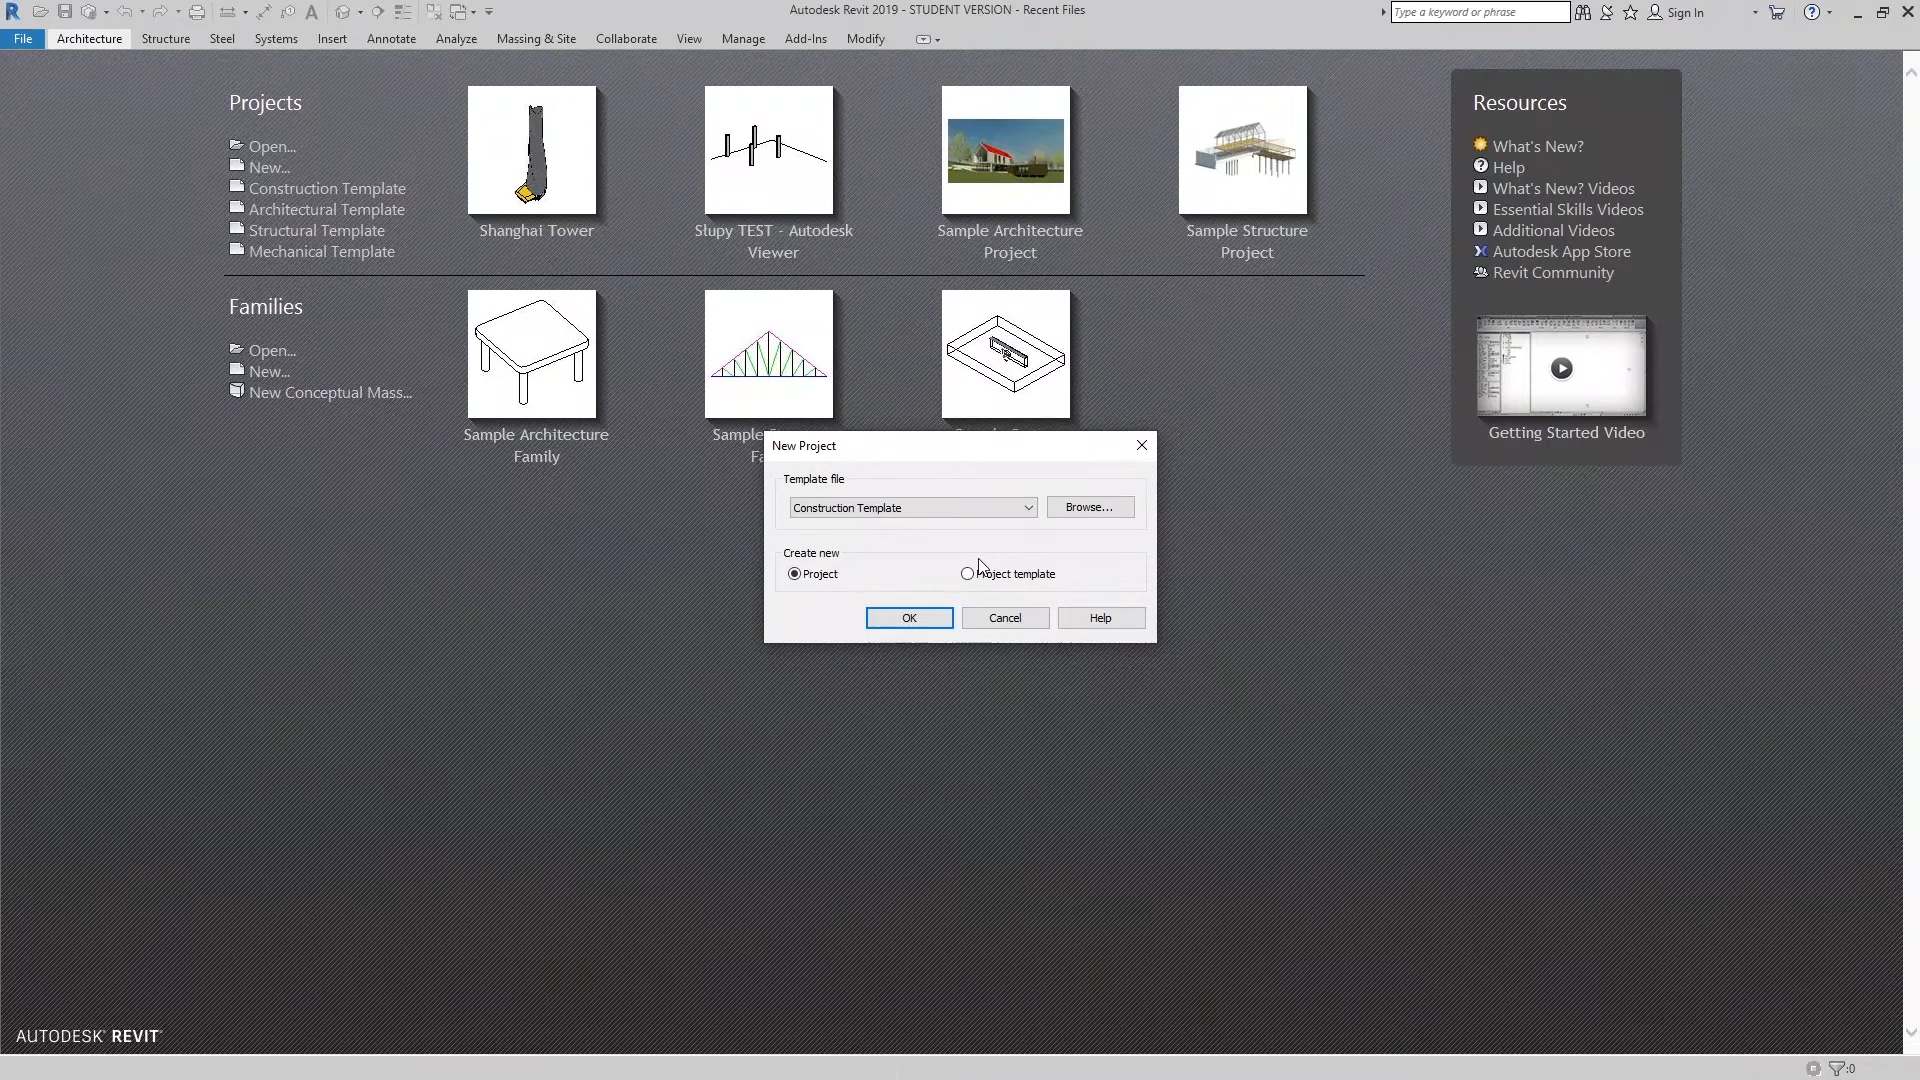 Autodesk Revit 2019 - STUDENT VERSION - Recent Files
Type a keyword or phrase
Sign In
File Architecture Structure Steel Systems Insert Annotate Analyze Massing & Site Collaborate View Manage Add-Ins Modify
Projects
Open...
New...
Construction Template
Architectural Template
Structural Template
Mechanical Template
Shanghai Tower
Słupy TEST - Autodesk
Viewer
Sample Architecture
Project
Sample Structure
Project
Families
Open...
New...
New Conceptual Mass...
Sample Architecture
Family
Sample
Resources
What's New?
Help
What's New? Videos
Essential Skills Videos
Additional Videos
Autodesk App Store
Revit Community
Getting Started Video
New Project
Template file
Construction Template
Browse...
Create new
Project
Project template
OK
Cancel
Help
AUTODESK® REVIT®
:0